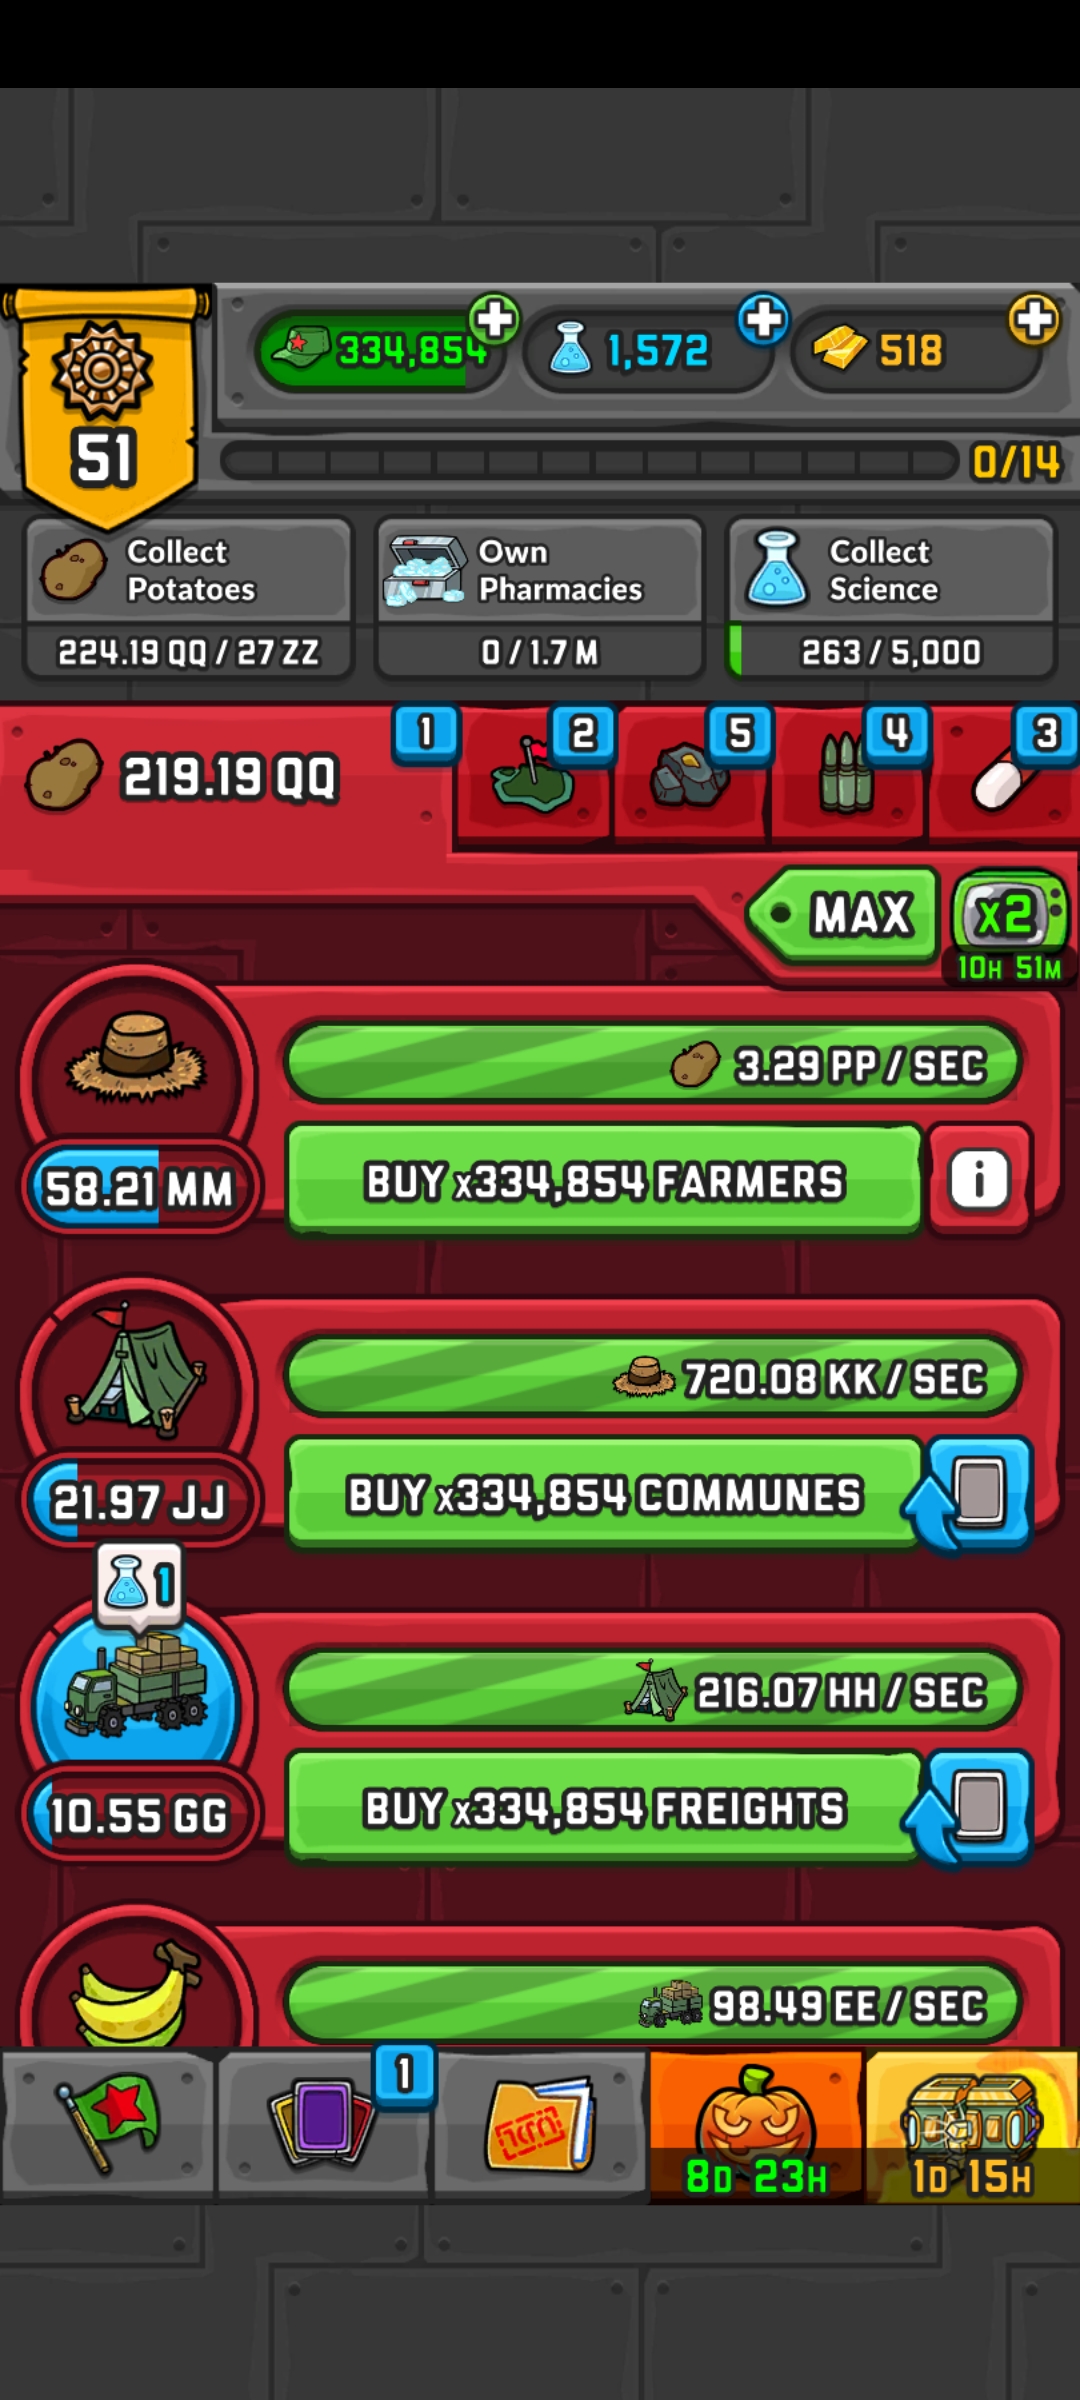 334,854
1,572
518
51
0/14
Collect
Potatoes
224.19 QQ / 27 ZZ
Own
Pharmacies
0 / 1.7 M
Collect
Science
263 / 5,000
219.19 QQ
1
2
5
4
3
MAX
x2
10H 51M
3.29 PP / SEC
58.21 MM
BUY x334,854 FARMERS
i
720.08 KK / SEC
21.97 JJ
BUY x334,854 COMMUNES
1
216.07 HH / SEC
10.55 GG
BUY x334,854 FREIGHTS
98.49 EE / SEC
1
8D 23H
1D 15H